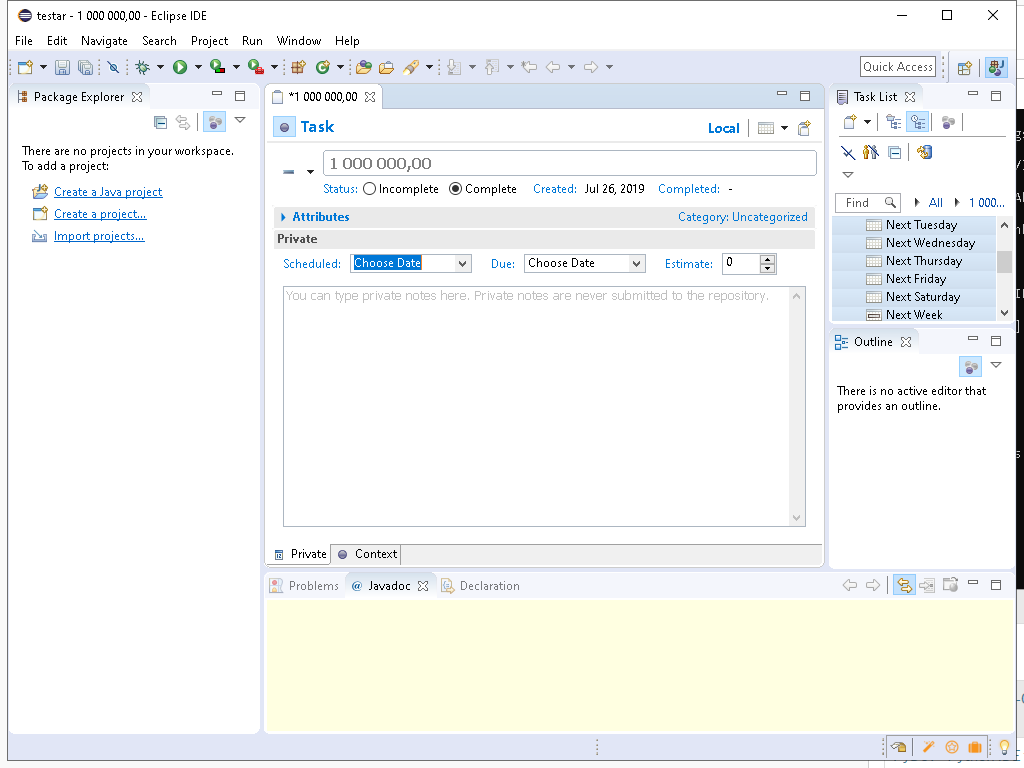 testar - 1 000 000,00 - Eclipse IDE
File Edit Navigate Search Project Run Window Help
Quick Access
Package Explorer
There are no projects in your workspace.
To add a project:
Create a Java project
Create a project...
Import projects...
*1 000 000,00
Task
Local
1 000 000,00
Status: Incomplete Complete Created: Jul 26, 2019 Completed: -
Attributes Category: Uncategorized
Private
Scheduled: Choose Date Due: Choose Date Estimate: 0
You can type private notes here. Private notes are never submitted to the repository.
Private Context
Problems @ Javadoc Declaration
Task List
Find All 1 000...
Next Tuesday
Next Wednesday
Next Thursday
Next Friday
Next Saturday
Next Week
Outline
There is no active editor that
provides an outline.